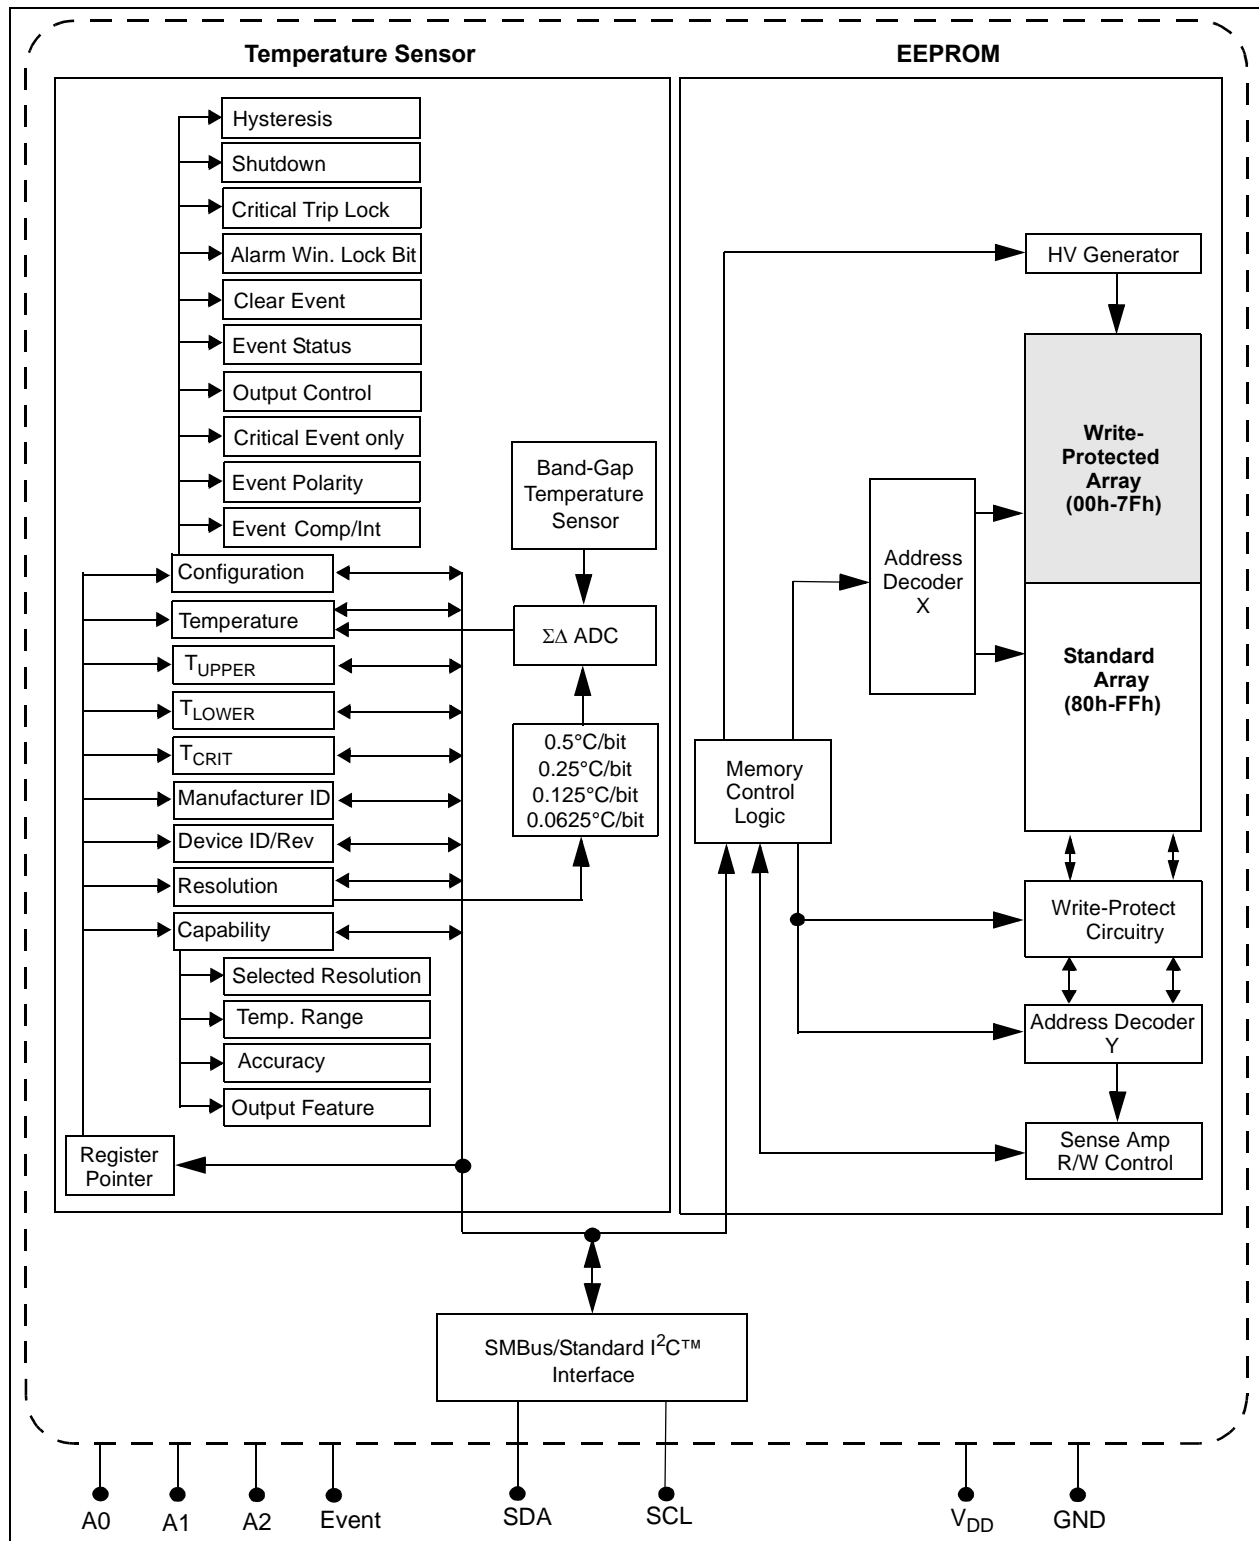 Temperature Sensor
EEPROM
Hysteresis
Shutdown
Critical Trip Lock
Alarm Win. Lock Bit
Clear Event
Event Status
Output Control
Critical Event only
Event Polarity
Event Comp/Int
Configuration
Temperature
TUPPER
TLOWER
TCRIT
Manufacturer ID
Device ID/Rev
Resolution
Capability
Selected Resolution
Temp. Range
Accuracy
Output Feature
Register
Pointer
Band-Gap
Temperature
Sensor
ΣΔ ADC
0.5°C/bit
0.25°C/bit
0.125°C/bit
0.0625°C/bit
HV Generator
Write-
Protected
Array
(00h-7Fh)
Address
Decoder
X
Standard
Array
(80h-FFh)
Memory
Control
Logic
Write-Protect
Circuitry
Address Decoder
Y
Sense Amp
R/W Control
SMBus/Standard I²C™
Interface
A0
A1
A2
Event
SDA
SCL
VDD
GND